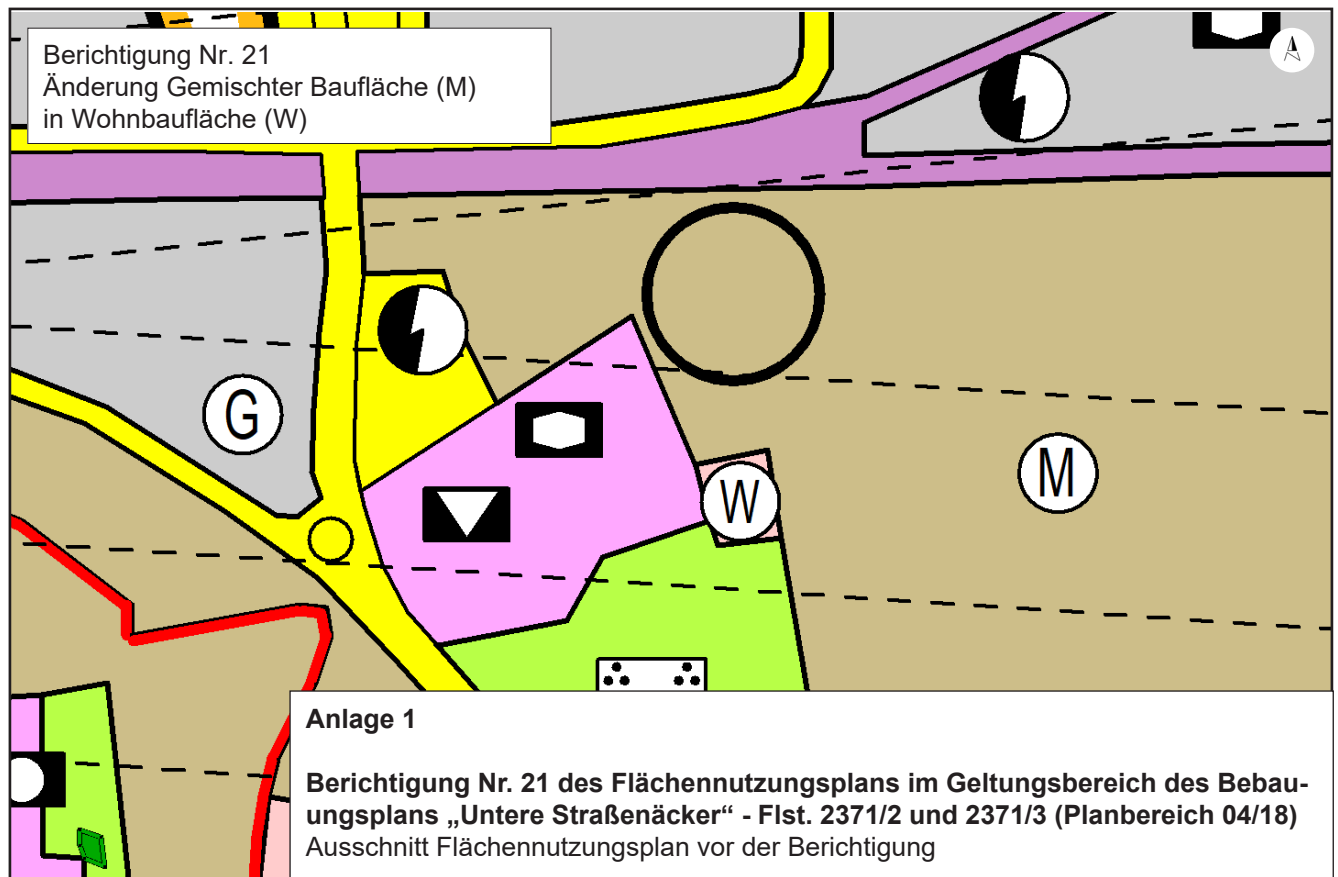 Berichtigung Nr. 21
Änderung Gemischter Baufläche (M)
in Wohnbaufläche (W)
G
W
M
Anlage 1
Berichtigung Nr. 21 des Flächennutzungsplans im Geltungsbereich des Bebau-
ungsplans „Untere Straßenäcker“ - Flst. 2371/2 und 2371/3 (Planbereich 04/18)
Ausschnitt Flächennutzungsplan vor der Berichtigung